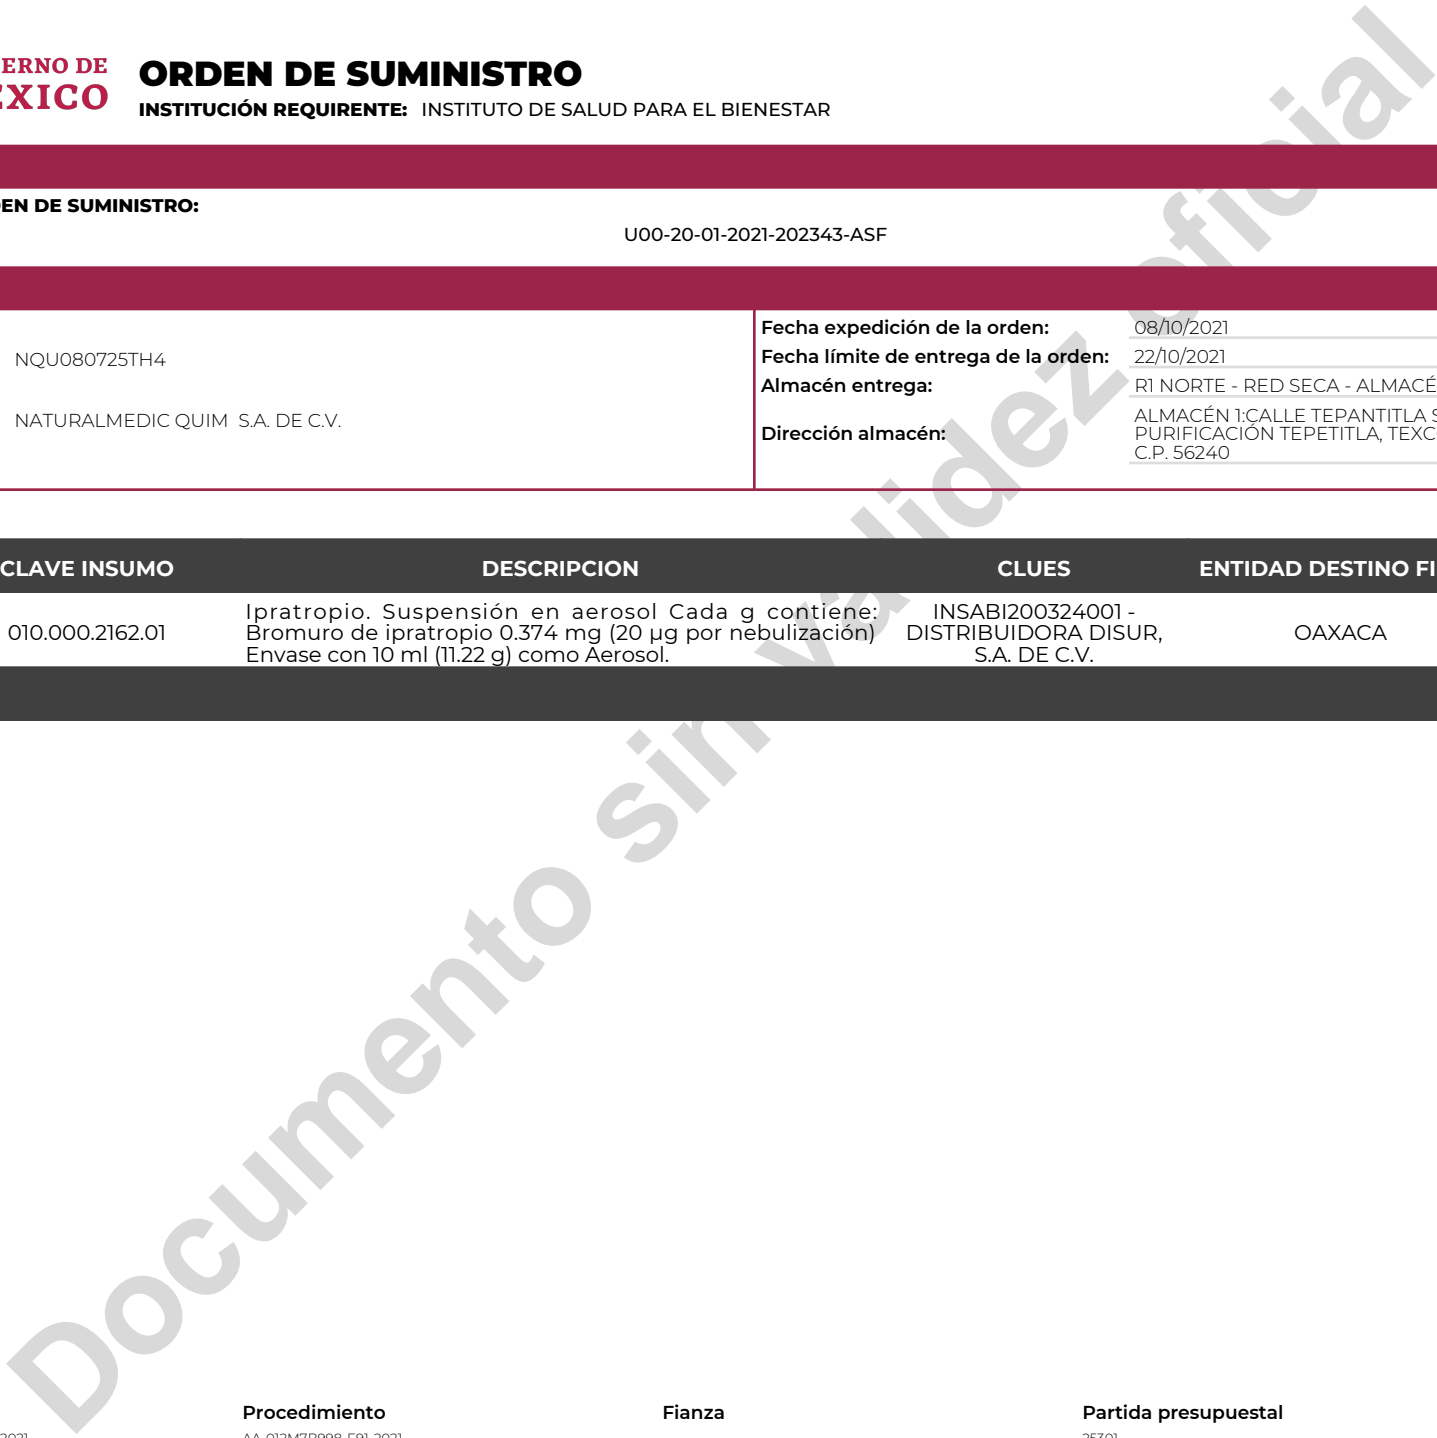 ERNO DE
EXICO
ORDEN DE SUMINISTRO
INSTITUCIÓN REQUIRENTE: INSTITUTO DE SALUD PARA EL BIENESTAR
EN DE SUMINISTRO:
U00-20-01-2021-202343-ASF
NQU080725TH4
NATURALMEDIC QUIM S.A. DE C.V.
Fecha expedición de la orden: 08/10/2021
Fecha límite de entrega de la orden: 22/10/2021
Almacén entrega: R1 NORTE - RED SECA - ALMACÉ
Dirección almacén: ALMACÉN 1:CALLE TEPANTITLA S
PURIFICACIÓN TEPETITLA, TEXC
C.P. 56240
CLAVE INSUMO DESCRIPCION CLUES ENTIDAD DESTINO FI
010.000.2162.01
Ipratropio. Suspensión en aerosol Cada g contiene:
Bromuro de ipratropio 0.374 mg (20 µg por nebulización)
Envase con 10 ml (11.22 g) como Aerosol.
INSABI200324001 -
DISTRIBUIDORA DISUR,
S.A. DE C.V.
OAXACA
Documento sin validez oficial
Procedimiento Fianza Partida presupuestal